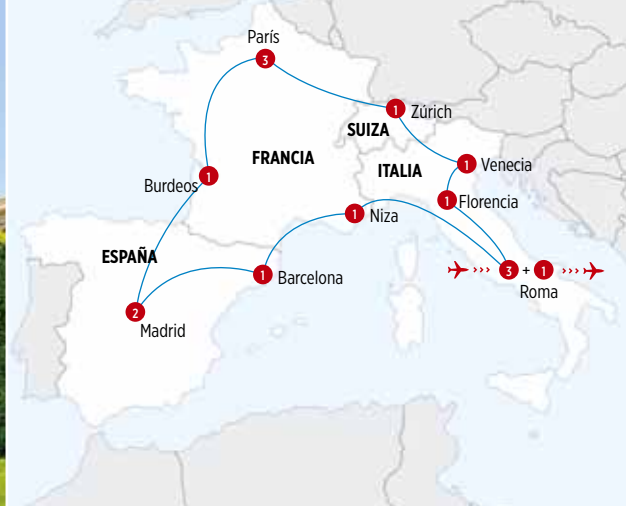 París
3
1
Zúrich
SUIZA
FRANCIA
ITALIA
1
Venecia
Burdeos
1
1
Florencia
1
Niza
ESPAÑA
1
Barcelona
››› 3 + 1 ›››
Roma
2
Madrid